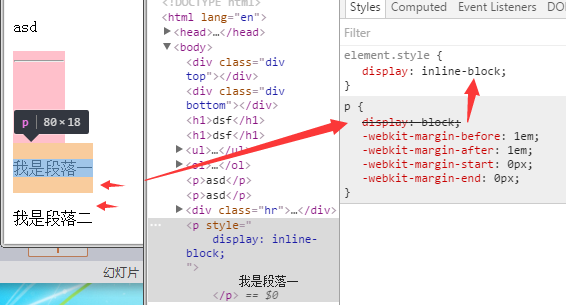 asd
p 80×18
我是段落一
我是段落二
幻灯片
<!DOCTYPE html>
<html lang="en">
<head>…</head>
<body>
<div class="div
top"></div>
<div class="div
bottom"></div>
<h1>dsf</h1>
<h1>dsf</h1>
<ul>…</ul>
<ol>…</ol>
<p>asd</p>
<p>asd</p>
<div class="hr">…</div>
… <p style="
display: inline-
block;
">
我是段落一
</p> == $0
Styles Computed Event Listeners DO
Filter
element.style {
display: inline-block;
}
p {
display: block;
-webkit-margin-before: 1em;
-webkit-margin-after: 1em;
-webkit-margin-start: 0px;
-webkit-margin-end: 0px;
}